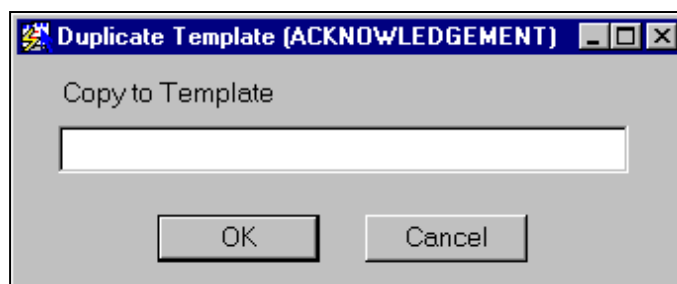 Duplicate Template (ACKNOWLEDGEMENT)
Copy to Template
OK Cancel